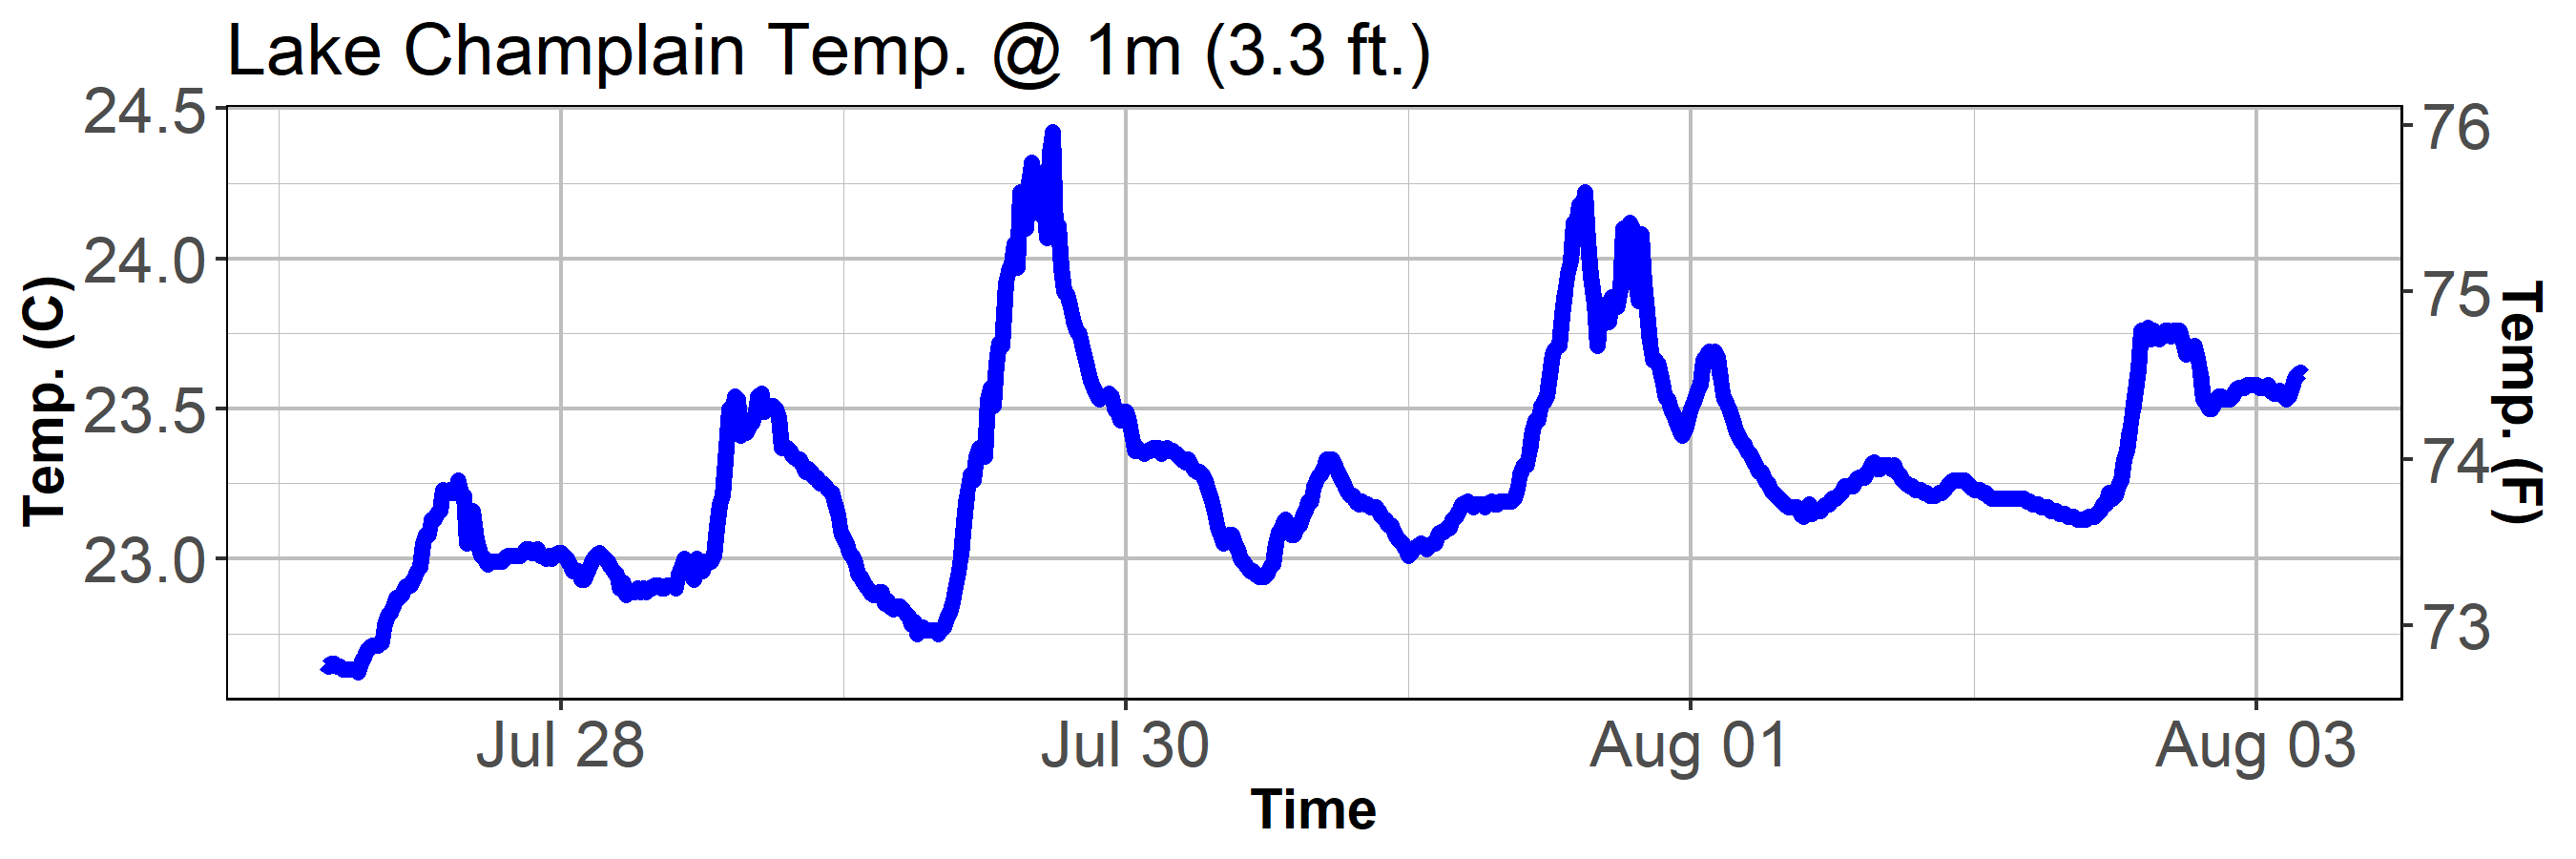 Lake Champlain Temp. @ 1m (3.3 ft.)
24.5
24.0
23.5
23.0
Temp. (C)
76
75
74
73
Temp. (F)
Jul 28
Jul 30
Aug 01
Aug 03
Time